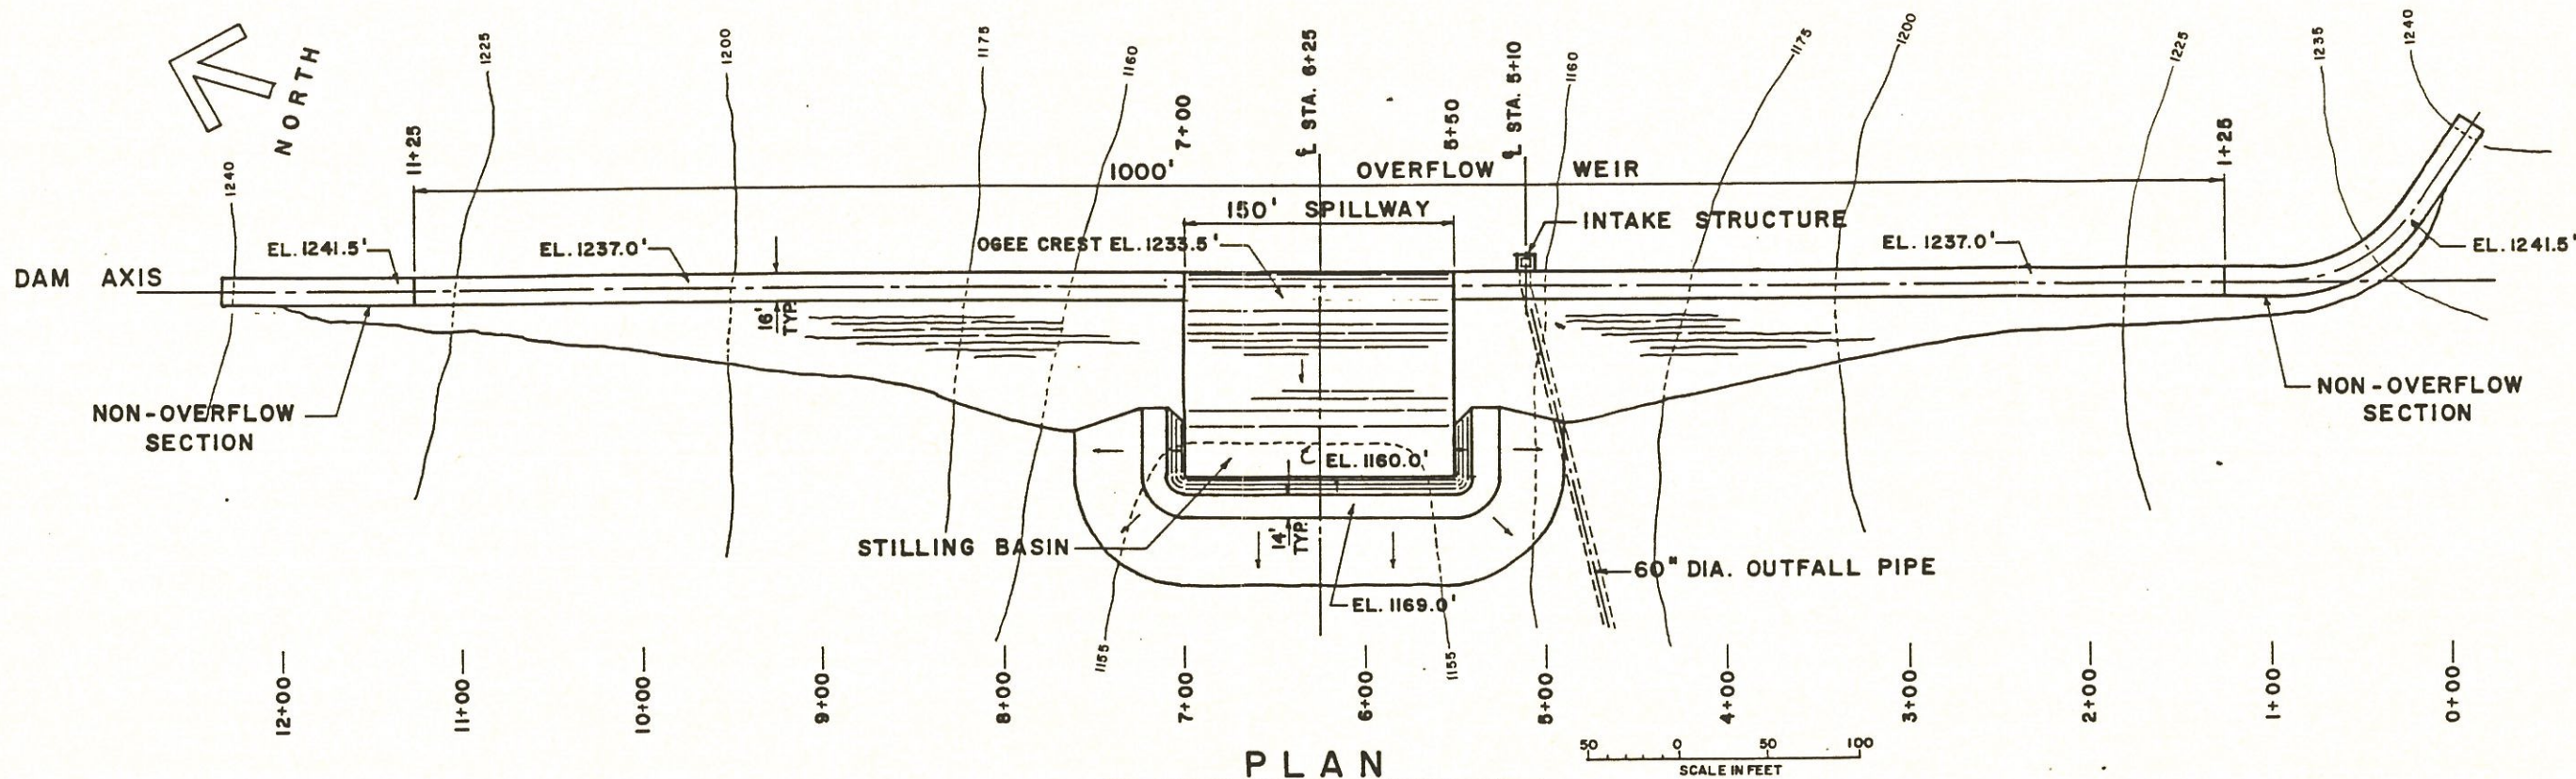 NORTH
1240
1225
1200
1175
1160
1160
1175
1200
1225
1235
1240
11+25
7+00
℄ STA. 6+25
5+50
℄ STA. 5+10
1+25
1000' OVERFLOW WEIR
150' SPILLWAY
INTAKE STRUCTURE
EL. 1241.5'
EL. 1237.0'
OGEE CREST EL. 1233.5'
EL. 1237.0'
EL. 1241.5'
DAM AXIS
16'
TYP.
NON-OVERFLOW
SECTION
NON-OVERFLOW
SECTION
EL. 1160.0'
STILLING BASIN
14'
TYP.
60" DIA. OUTFALL PIPE
EL. 1169.0'
1155
1155
12+00
11+00
10+00
9+00
8+00
7+00
6+00
5+00
4+00
3+00
2+00
1+00
0+00
PLAN
50 0 50 100
SCALE IN FEET